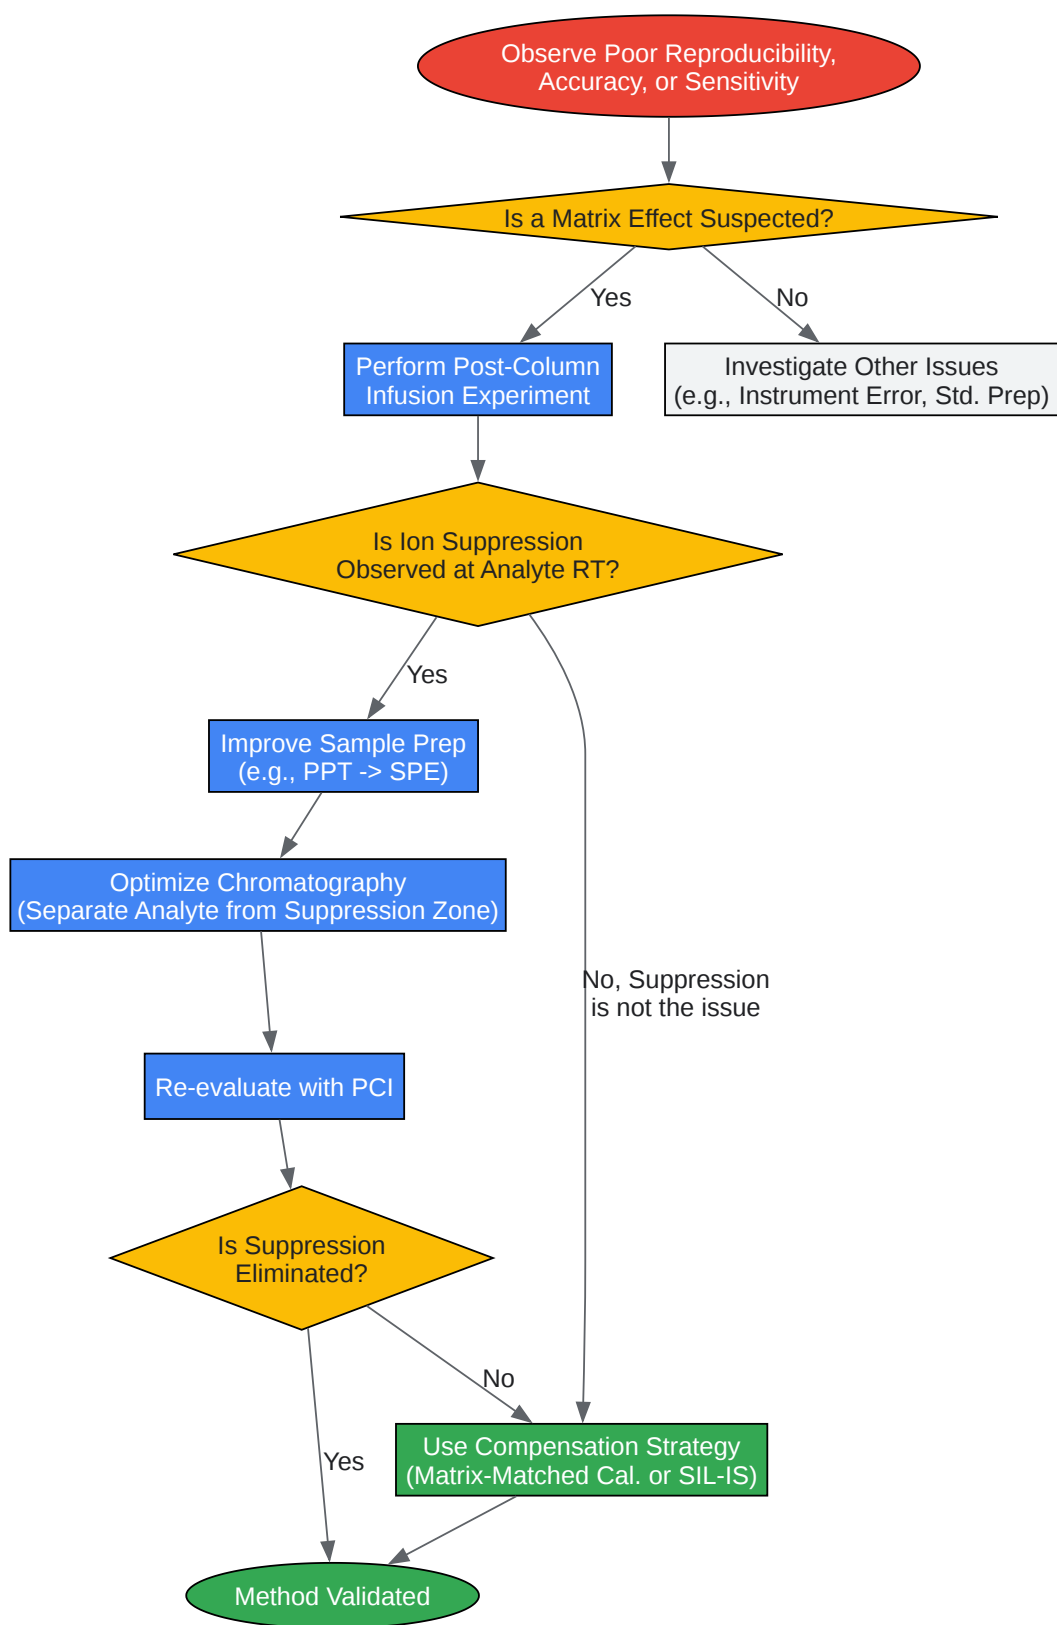 Observe Poor Reproducibility,
Accuracy, or Sensitivity
Is a Matrix Effect Suspected?
Yes
No
Perform Post-Column
Infusion Experiment
Investigate Other Issues
(e.g., Instrument Error, Std. Prep)
Is Ion Suppression
Observed at Analyte RT?
Yes
Improve Sample Prep
(e.g., PPT -> SPE)
Optimize Chromatography
(Separate Analyte from Suppression Zone)
No, Suppression
is not the issue
Re-evaluate with PCI
Is Suppression
Eliminated?
No
Use Compensation Strategy
(Matrix-Matched Cal. or SIL-IS)
Yes
Method Validated